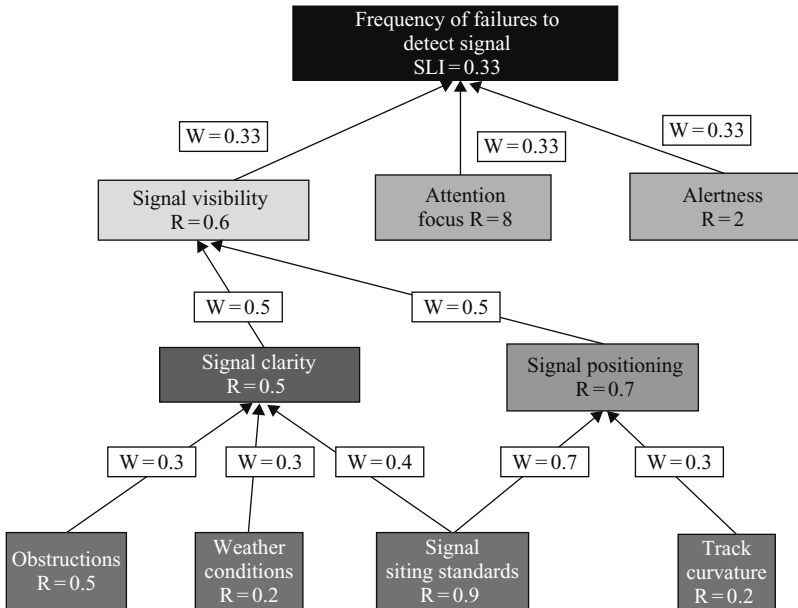 Frequency of failures to
detect signal
SLI = 0.33
W = 0.33
W = 0.33
W = 0.33
Signal visibility
R = 0.6
Attention
focus R = 8
Alertness
R = 2
W = 0.5
W = 0.5
Signal clarity
R = 0.5
Signal positioning
R = 0.7
W = 0.3
W = 0.3
W = 0.4
W = 0.7
W = 0.3
Obstructions
R = 0.5
Weather
conditions
R = 0.2
Signal
siting standards
R = 0.9
Track
curvature
R = 0.2